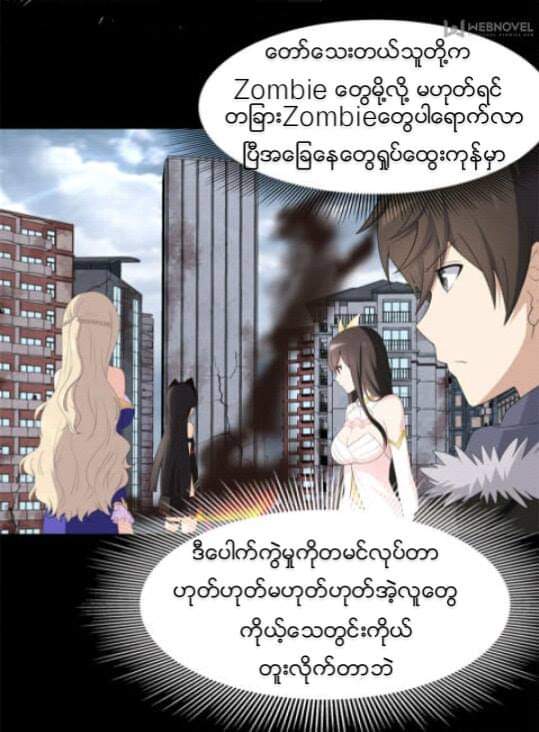 WEBNOVEL
တော်သေးတယ်သူတို့က
Zombie တွေမို့လို့ မဟုတ်ရင်
တခြားZombieတွေပါရောက်လာ
ပြီအခြေနေတွေရှုပ်ထွေးကုန်မှာ
ဒီပေါက်ကွဲမှုကိုတမင်လုပ်တာ
ဟုတ်ဟုတ်မဟုတ်ဟုတ်အဲ့လူတွေ
ကိုယ့်သေတွင်းကိုယ်
တူးလိုက်တာဘဲ